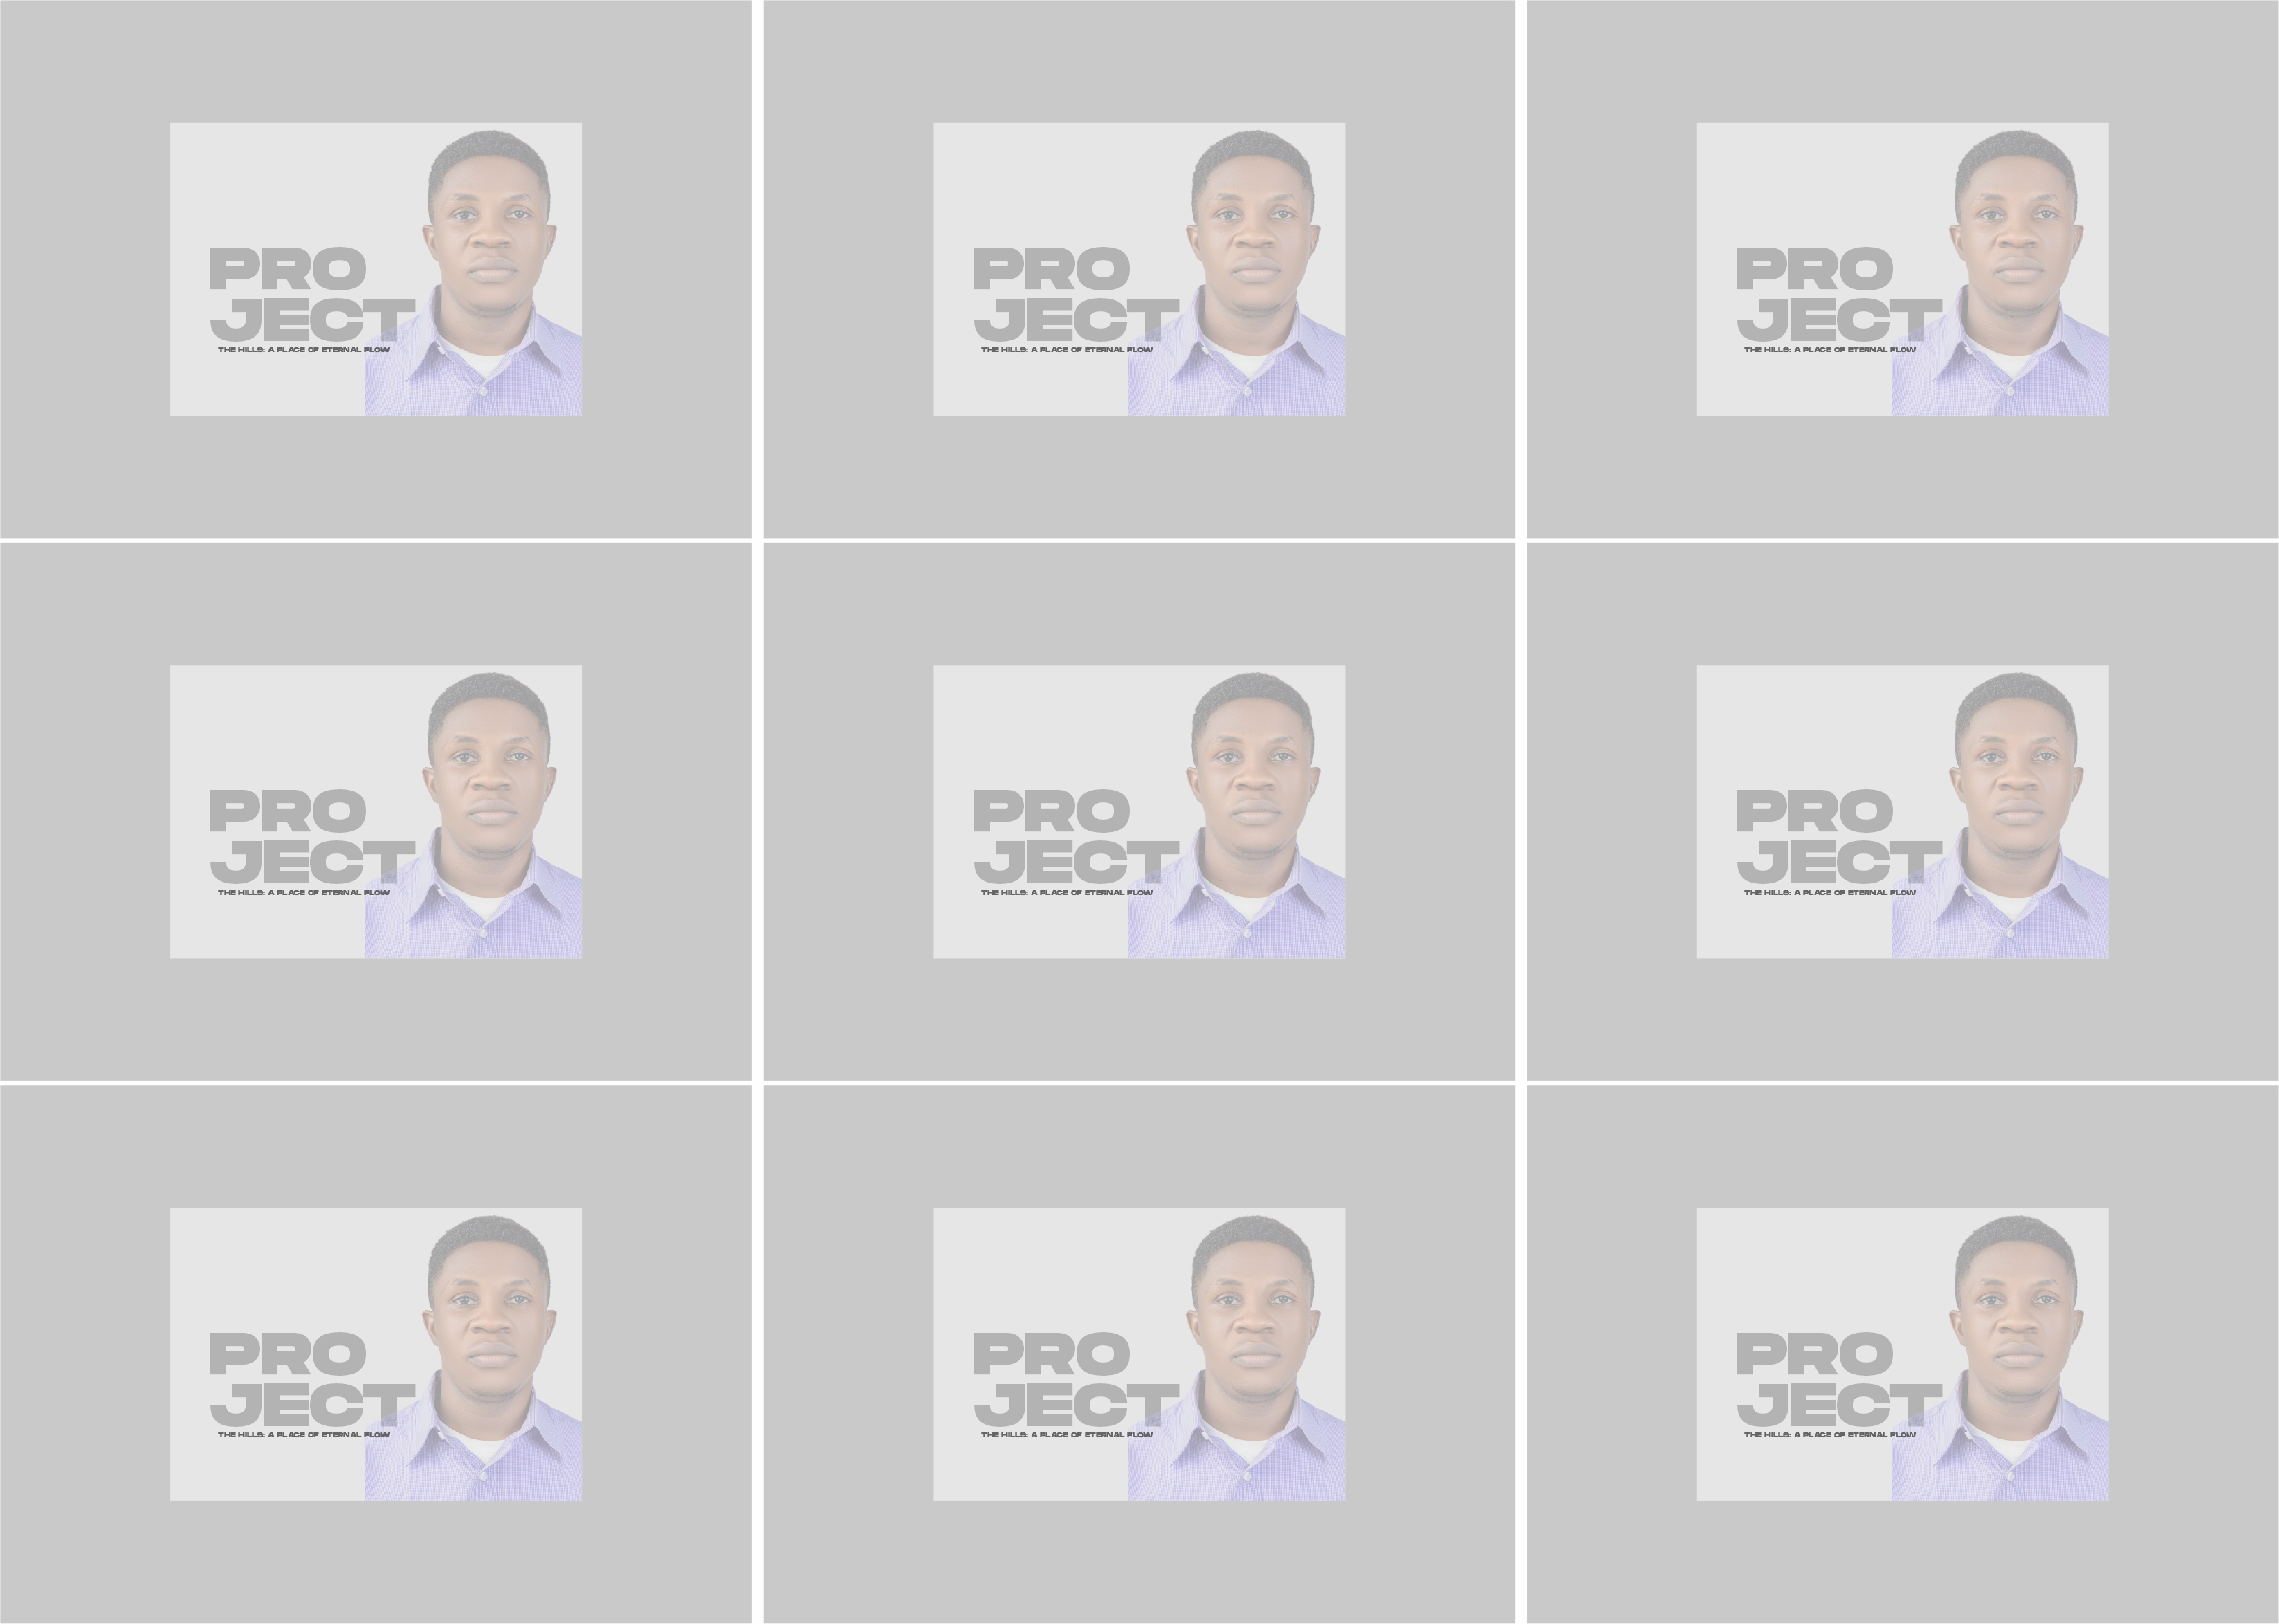 PRO
JECT
THE HILLS: A PLACE OF ETERNAL FLOW
PRO
JECT
THE HILLS: A PLACE OF ETERNAL FLOW
PRO
JECT
THE HILLS: A PLACE OF ETERNAL FLOW
PRO
JECT
THE HILLS: A PLACE OF ETERNAL FLOW
PRO
JECT
THE HILLS: A PLACE OF ETERNAL FLOW
PRO
JECT
THE HILLS: A PLACE OF ETERNAL FLOW
PRO
JECT
THE HILLS: A PLACE OF ETERNAL FLOW
PRO
JECT
THE HILLS: A PLACE OF ETERNAL FLOW
PRO
JECT
THE HILLS: A PLACE OF ETERNAL FLOW